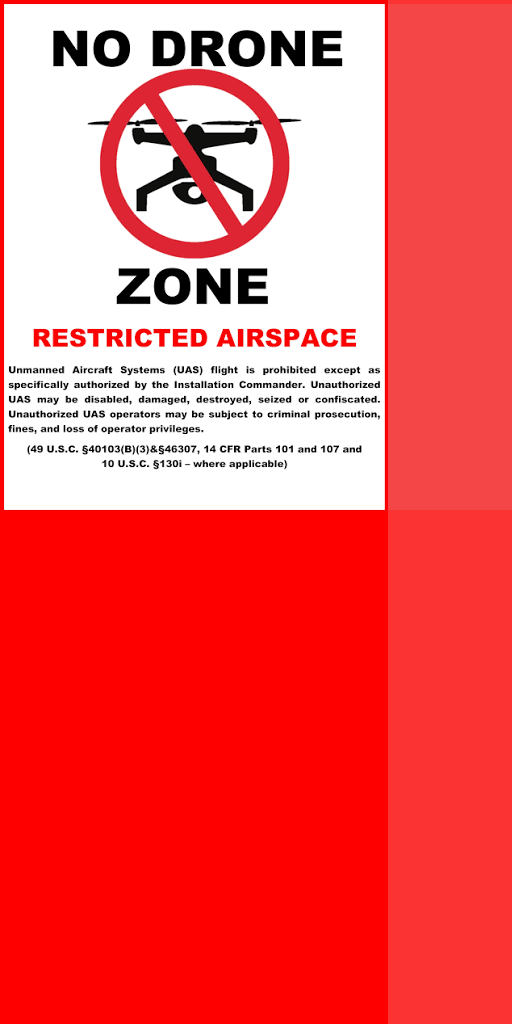 NO DRONE
ZONE
RESTRICTED AIRSPACE
Unmanned Aircraft Systems (UAS) flight is prohibited except as
specifically authorized by the Installation Commander. Unauthorized
UAS may be disabled, damaged, destroyed, seized or confiscated.
Unauthorized UAS operators may be subject to criminal prosecution,
fines, and loss of operator privileges.
(49 U.S.C. §40103(B)(3)&§46307, 14 CFR Parts 101 and 107 and
10 U.S.C. §130i – where applicable)